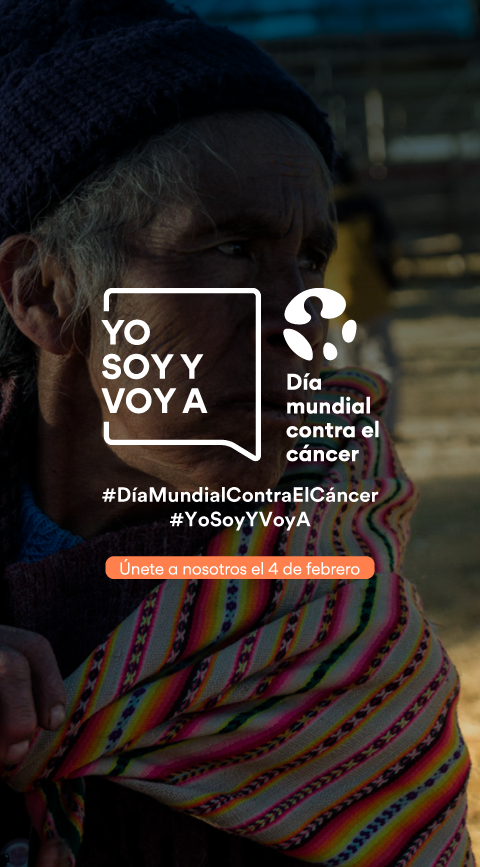 YO
SOY Y
VOY A
Día
mundial
contra el
cáncer
#DíaMundialContraElCáncer
#YoSoyYVoyA
Únete a nosotros el 4 de febrero